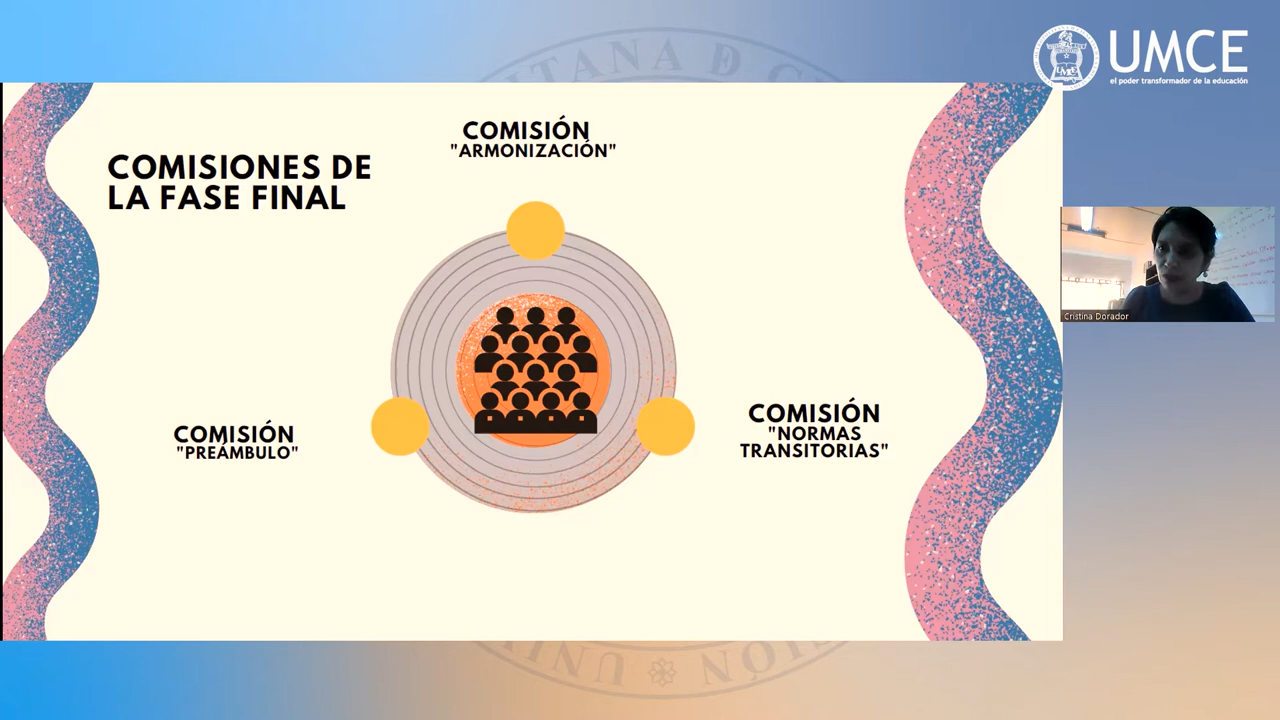 UMCE
el poder transformador de la educación
COMISIONES DE
LA FASE FINAL
COMISIÓN
"ARMONIZACIÓN"
COMISIÓN
"PREÁMBULO"
COMISIÓN
"NORMAS
TRANSITORIAS"
Cristina Dorador